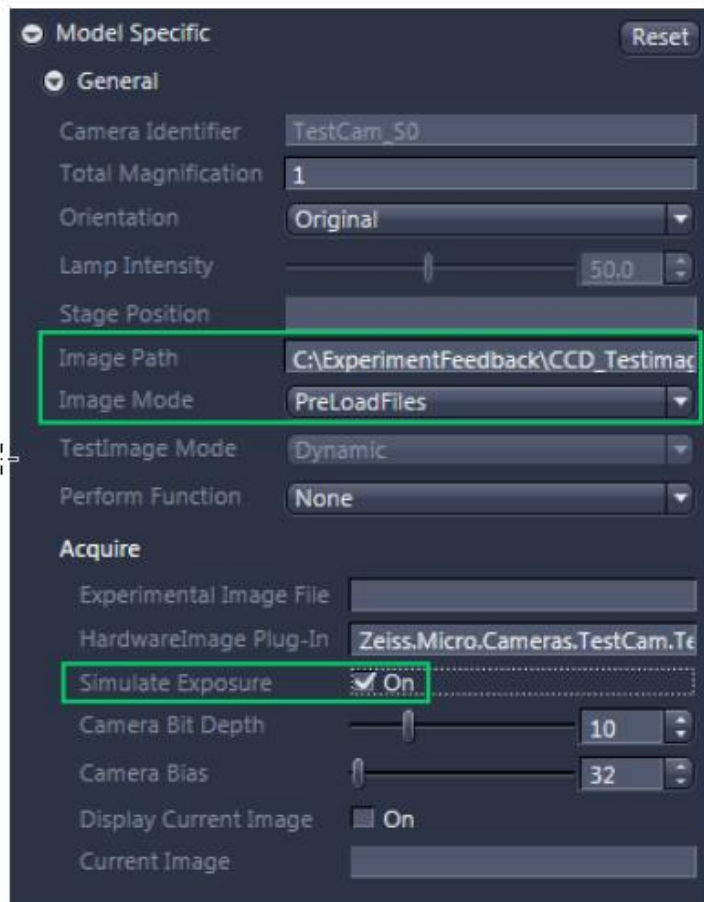 Model Specific Reset
General
Camera Identifier TestCam_S0
Total Magnification 1
Orientation Original
Lamp Intensity 50.0
Stage Position
Image Path C:\ExperimentFeedback\CCD_Testimag
Image Mode PreLoadFiles
TestImage Mode Dynamic
Perform Function None
Acquire
Experimental Image File
HardwareImage Plug-In Zeiss.Micro.Cameras.TestCam.Te
Simulate Exposure On
Camera Bit Depth 10
Camera Bias 32
Display Current Image On
Current Image